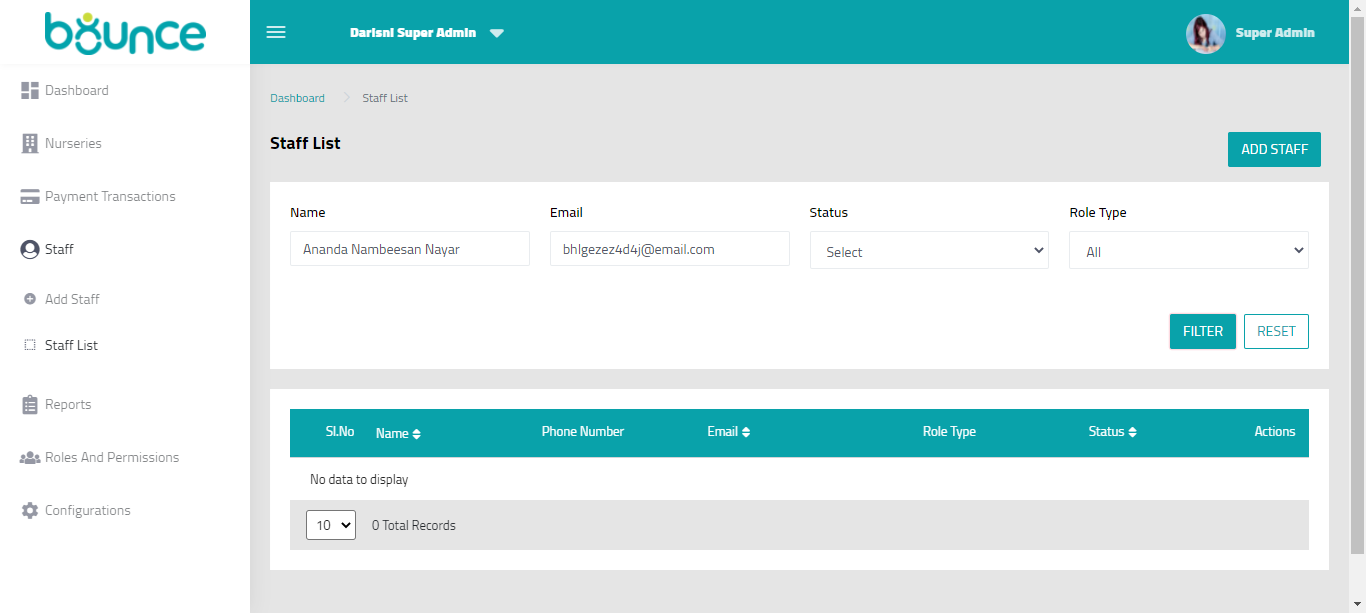 bounce
Darisni Super Admin
Super Admin
Dashboard
Nurseries
Payment Transactions
Staff
Add Staff
Staff List
Reports
Roles And Permissions
Configurations
Dashboard Staff List
Staff List
ADD STAFF
Name Email Status Role Type
Ananda Nambeesan Nayar bhlgezez4d4j@email.com Select All
FILTER RESET
Sl.No Name Phone Number Email Role Type Status Actions
No data to display
10 0 Total Records